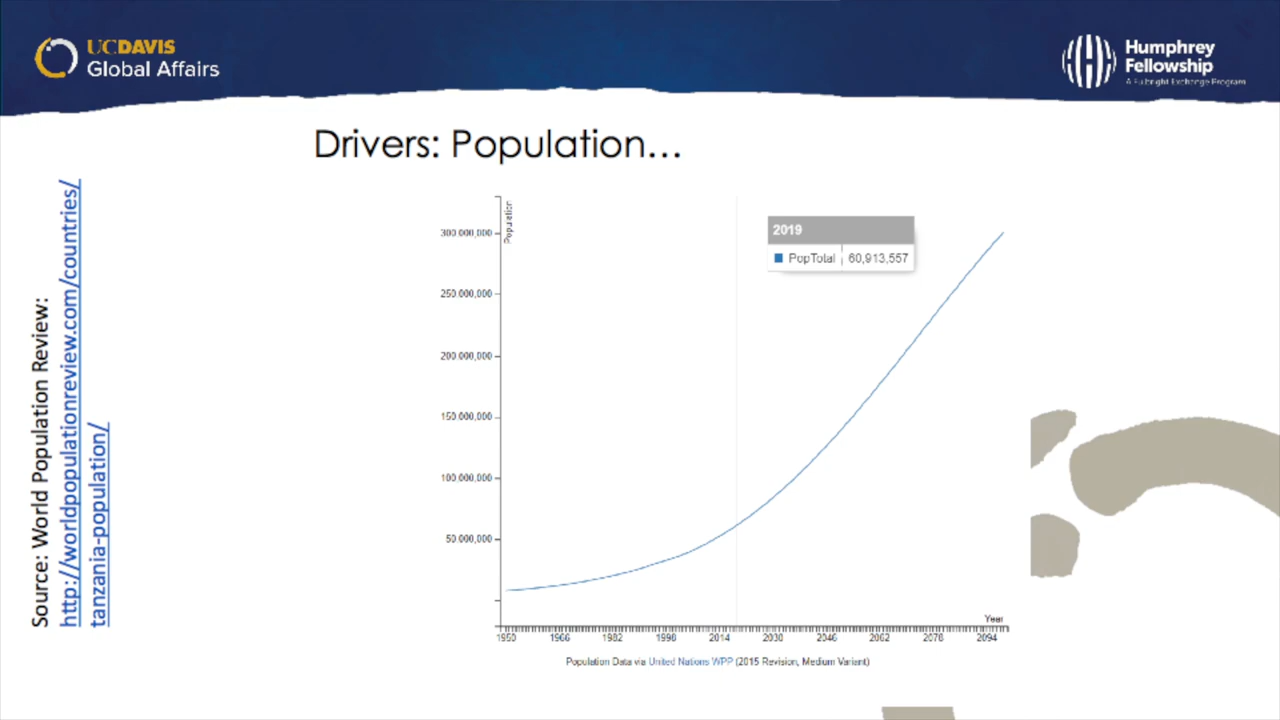 UCDAVIS
Global Affairs
Humphrey
Fellowship
A Fulbright Exchange Program
Drivers: Population…
Source: World Population Review:
http://worldpopulationreview.com/countries/
tanzania-population/
Population
300,000,000
250,000,000
200,000,000
150,000,000
100,000,000
50,000,000
2019
PopTotal 60,913,557
Year
1950 1966 1982 1998 2014 2030 2046 2062 2078 2094
Population Data via United Nations WPP (2015 Revision, Medium Variant)